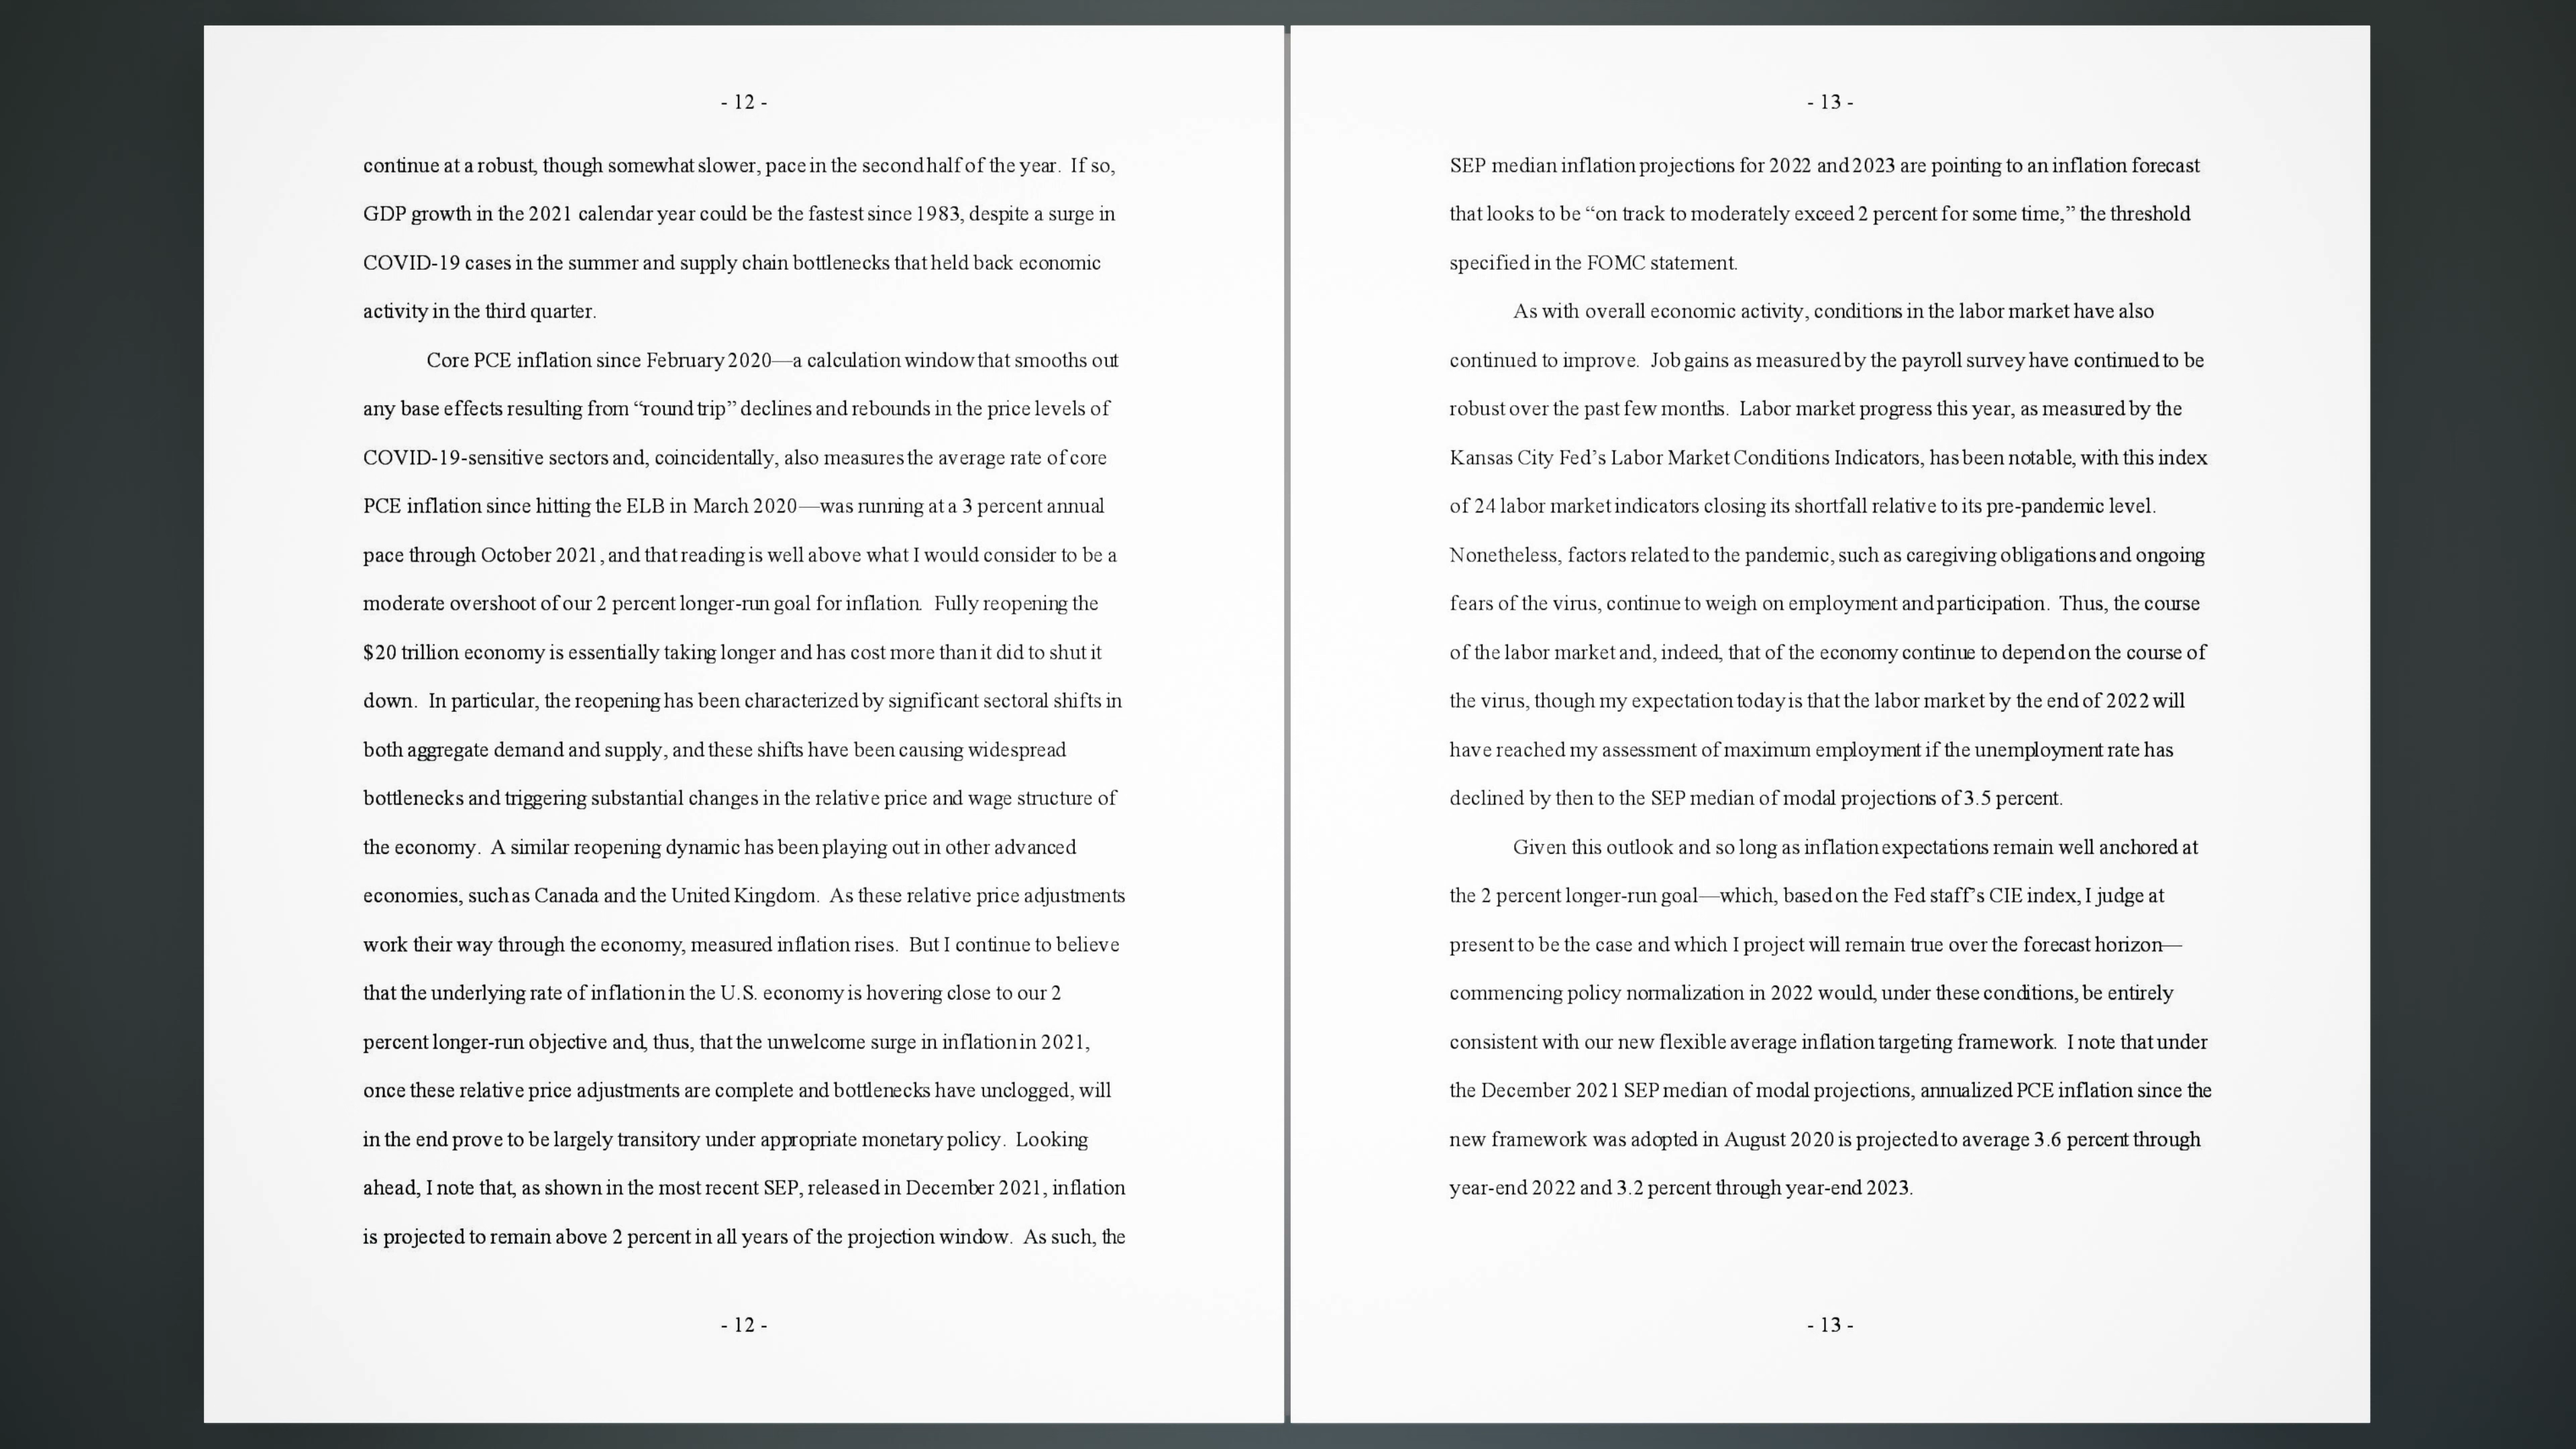 - 12 -
continue at a robust, though somewhat slower, pace in the second half of the year.  If so,
GDP growth in the 2021 calendar year could be the fastest since 1983, despite a surge in
COVID-19 cases in the summer and supply chain bottlenecks that held back economic
activity in the third quarter.
Core PCE inflation since February 2020—a calculation window that smooths out
any base effects resulting from “round trip” declines and rebounds in the price levels of
COVID-19-sensitive sectors and, coincidentally, also measures the average rate of core
PCE inflation since hitting the ELB in March 2020—was running at a 3 percent annual
pace through October 2021, and that reading is well above what I would consider to be a
moderate overshoot of our 2 percent longer-run goal for inflation.  Fully reopening the
$20 trillion economy is essentially taking longer and has cost more than it did to shut it
down.  In particular, the reopening has been characterized by significant sectoral shifts in
both aggregate demand and supply, and these shifts have been causing widespread
bottlenecks and triggering substantial changes in the relative price and wage structure of
the economy.  A similar reopening dynamic has been playing out in other advanced
economies, such as Canada and the United Kingdom.  As these relative price adjustments
work their way through the economy, measured inflation rises.  But I continue to believe
that the underlying rate of inflation in the U.S. economy is hovering close to our 2
percent longer-run objective and, thus, that the unwelcome surge in inflation in 2021,
once these relative price adjustments are complete and bottlenecks have unclogged, will
in the end prove to be largely transitory under appropriate monetary policy.  Looking
ahead, I note that, as shown in the most recent SEP, released in December 2021, inflation
is projected to remain above 2 percent in all years of the projection window.  As such, the
- 12 -
- 13 -
SEP median inflation projections for 2022 and 2023 are pointing to an inflation forecast
that looks to be “on track to moderately exceed 2 percent for some time,” the threshold
specified in the FOMC statement.
As with overall economic activity, conditions in the labor market have also
continued to improve.  Job gains as measured by the payroll survey have continued to be
robust over the past few months.  Labor market progress this year, as measured by the
Kansas City Fed’s Labor Market Conditions Indicators, has been notable, with this index
of 24 labor market indicators closing its shortfall relative to its pre-pandemic level.
Nonetheless, factors related to the pandemic, such as caregiving obligations and ongoing
fears of the virus, continue to weigh on employment and participation.  Thus, the course
of the labor market and, indeed, that of the economy continue to depend on the course of
the virus, though my expectation today is that the labor market by the end of 2022 will
have reached my assessment of maximum employment if the unemployment rate has
declined by then to the SEP median of modal projections of 3.5 percent.
Given this outlook and so long as inflation expectations remain well anchored at
the 2 percent longer-run goal—which, based on the Fed staff’s CIE index, I judge at
present to be the case and which I project will remain true over the forecast horizon—
commencing policy normalization in 2022 would, under these conditions, be entirely
consistent with our new flexible average inflation targeting framework.  I note that under
the December 2021 SEP median of modal projections, annualized PCE inflation since the
new framework was adopted in August 2020 is projected to average 3.6 percent through
year-end 2022 and 3.2 percent through year-end 2023.
- 13 -